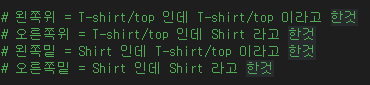 # 왼쪽위 = T-shirt/top 인데 T-shirt/top 이라고 한것
# 오른쪽위 = T-shirt/top 인데 Shirt 라고 한것
# 왼쪽밑 = Shirt 인데 T-shirt/top 이라고 한것
# 오른쪽밑 = Shirt 인데 Shirt 라고 한것